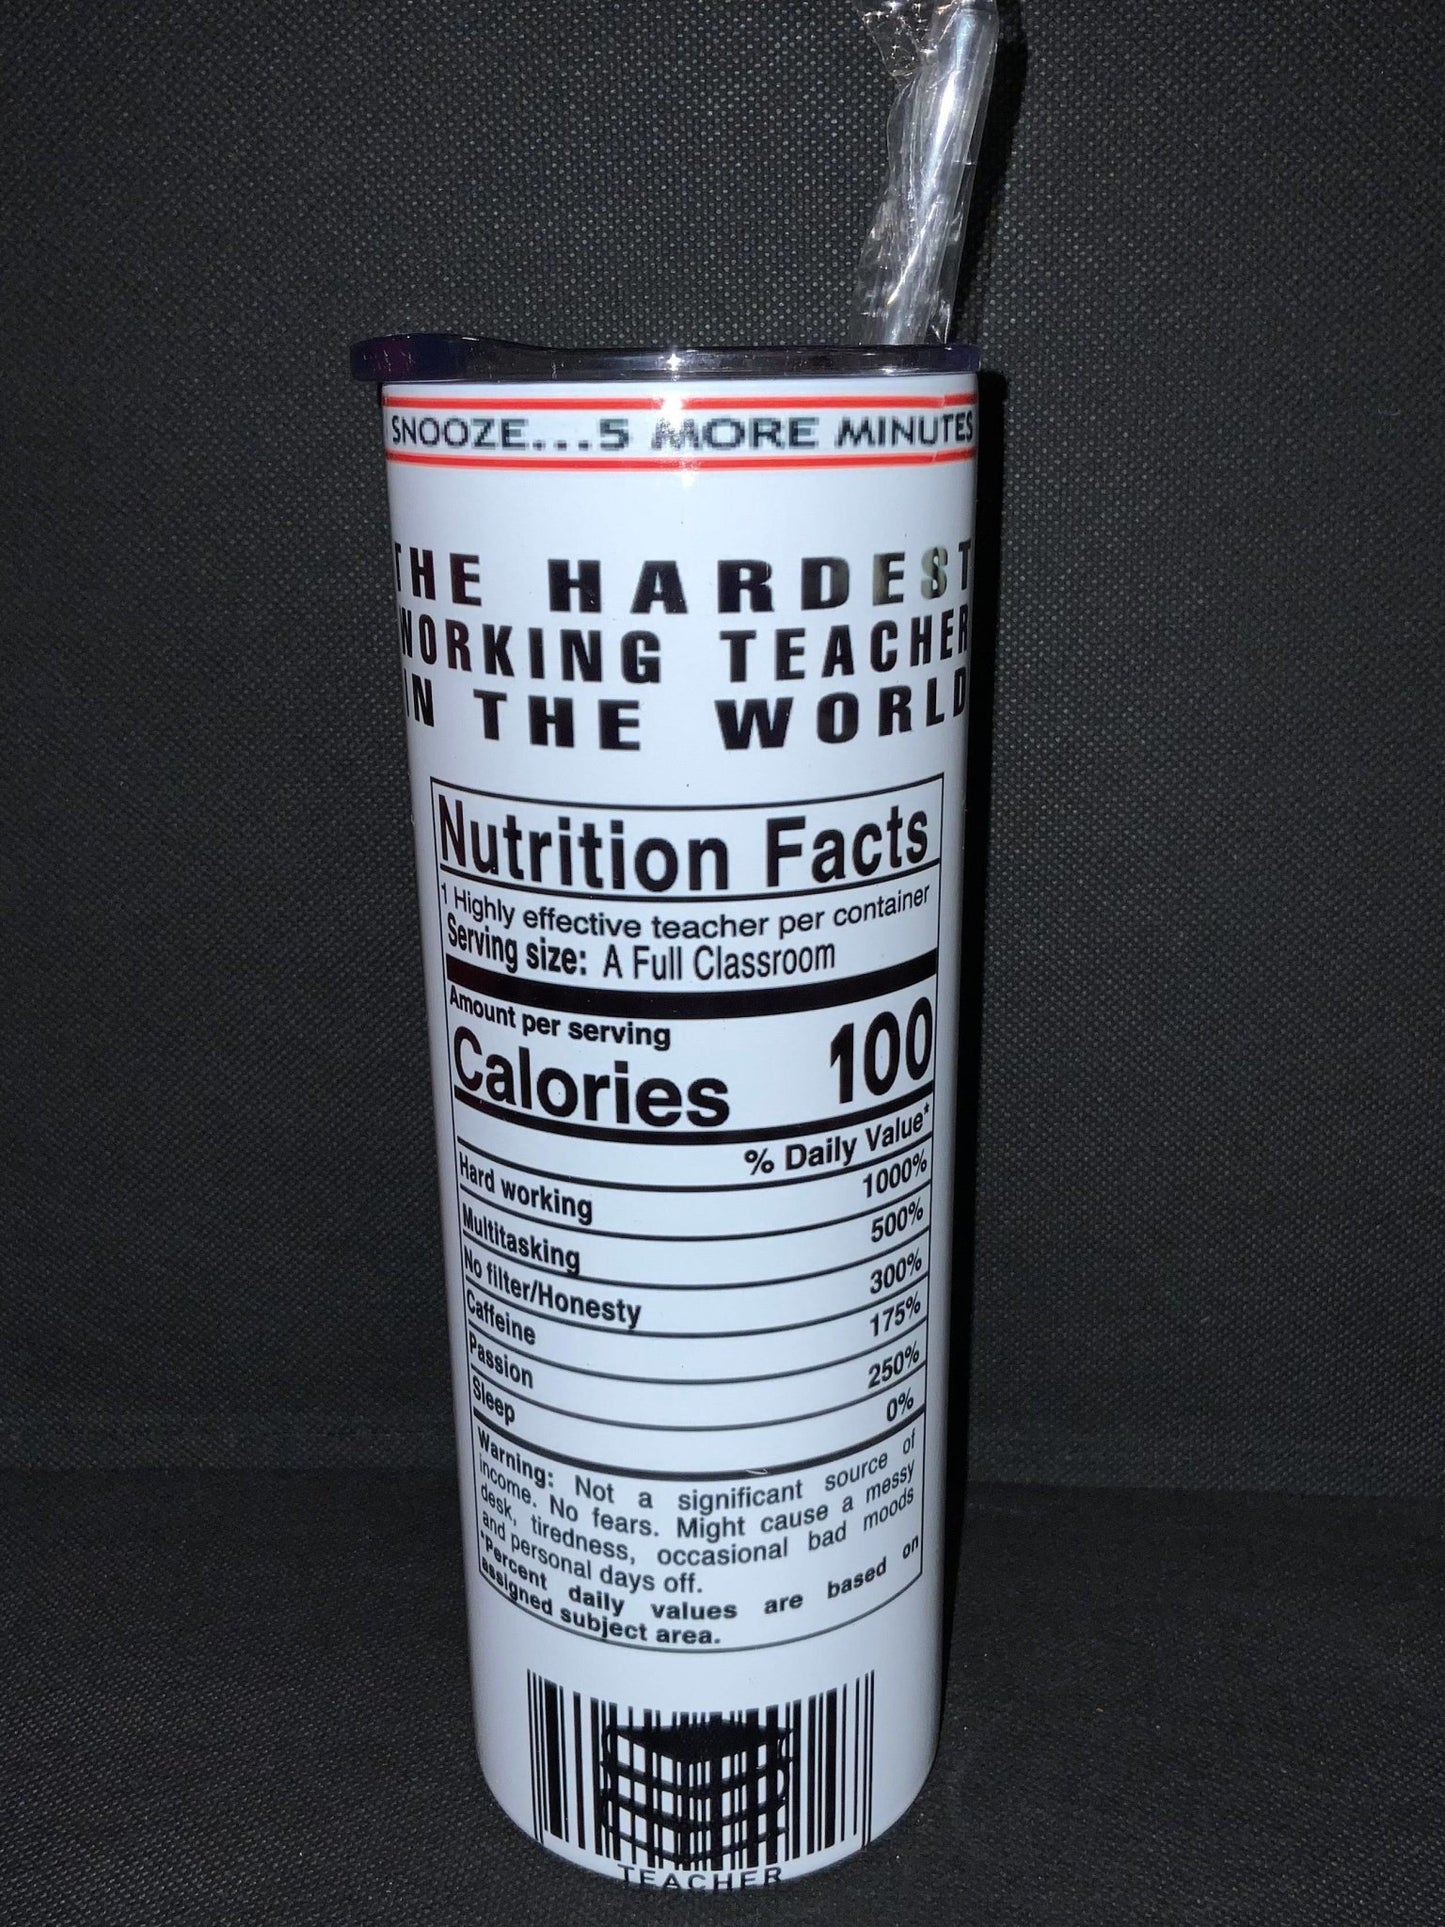 SNOOZE...5 MORE MINUTES
THE HARDEST
WORKING TEACHER
IN THE WORLD
Nutrition Facts
1 Highly effective teacher per container
Serving size: A Full Classroom
Amount per serving
Calories 100
% Daily Value*
Hard working 1000%
Multitasking 500%
No filter/Honesty 300%
Caffeine 175%
Passion 250%
Sleep 0%
Warning: Not a significant source of
income. No fears. Might cause a messy
desk, tiredness, occasional bad moods
and personal days off.
*Percent daily values are based on
assigned subject area.
TEACHER